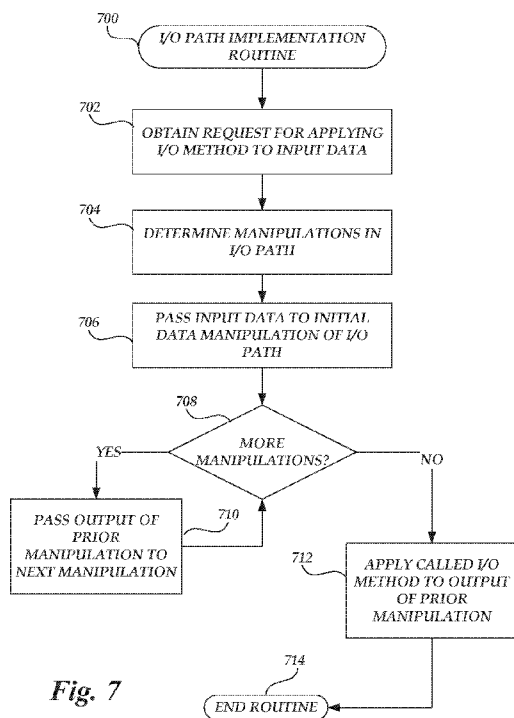 700
I/O PATH IMPLEMENTATION
ROUTINE
702
OBTAIN REQUEST FOR APPLYING
I/O METHOD TO INPUT DATA
704
DETERMINE MANIPULATIONS IN
I/O PATH
706
PASS INPUT DATA TO INITIAL
DATA MANIPULATION OF I/O
PATH
708
MORE
MANIPULATIONS?
YES
NO
PASS OUTPUT OF
PRIOR
MANIPULATION TO
NEXT MANIPULATION
710
712
APPLY CALLED I/O
METHOD TO OUTPUT
OF PRIOR
MANIPULATION
714
END ROUTINE
Fig. 7